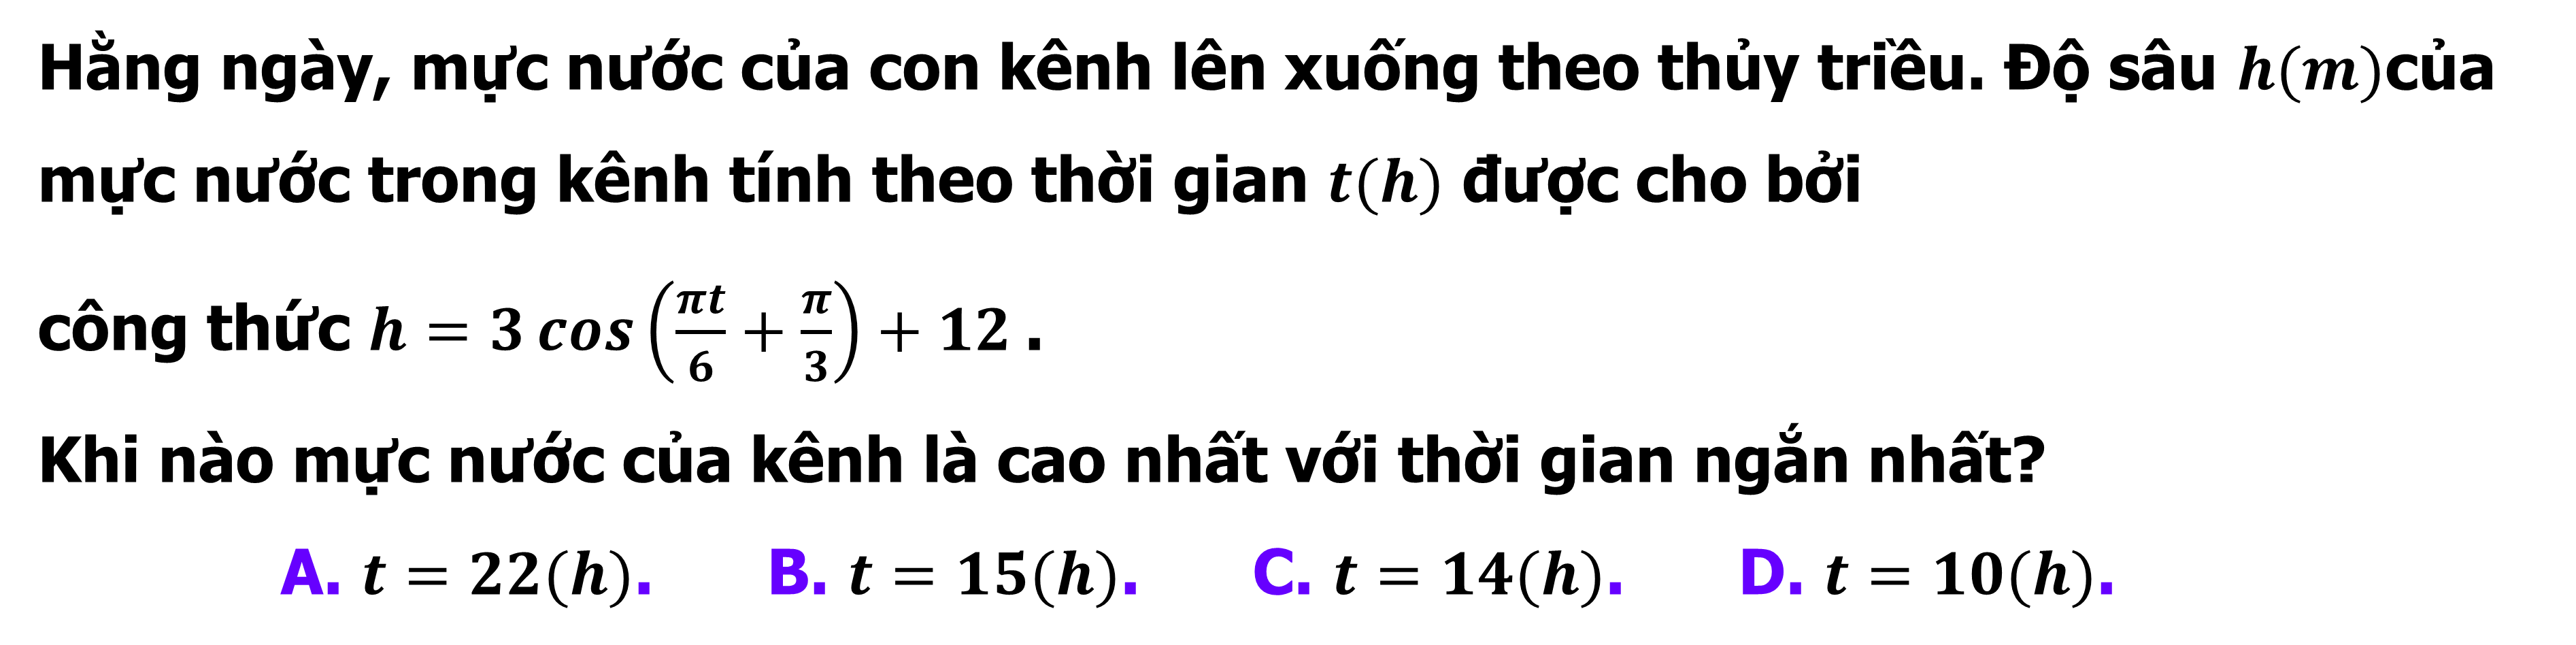 Hằng ngày, mực nước của con kênh lên xuống theo thủy triều. Độ sâu h(m)của
mực nước trong kênh tính theo thời gian t(h) được cho bởi
công thức h = 3 cos(πt/6 + π/3) + 12 .
Khi nào mực nước của kênh là cao nhất với thời gian ngắn nhất?
A. t = 22(h). B. t = 15(h). C. t = 14(h). D. t = 10(h).